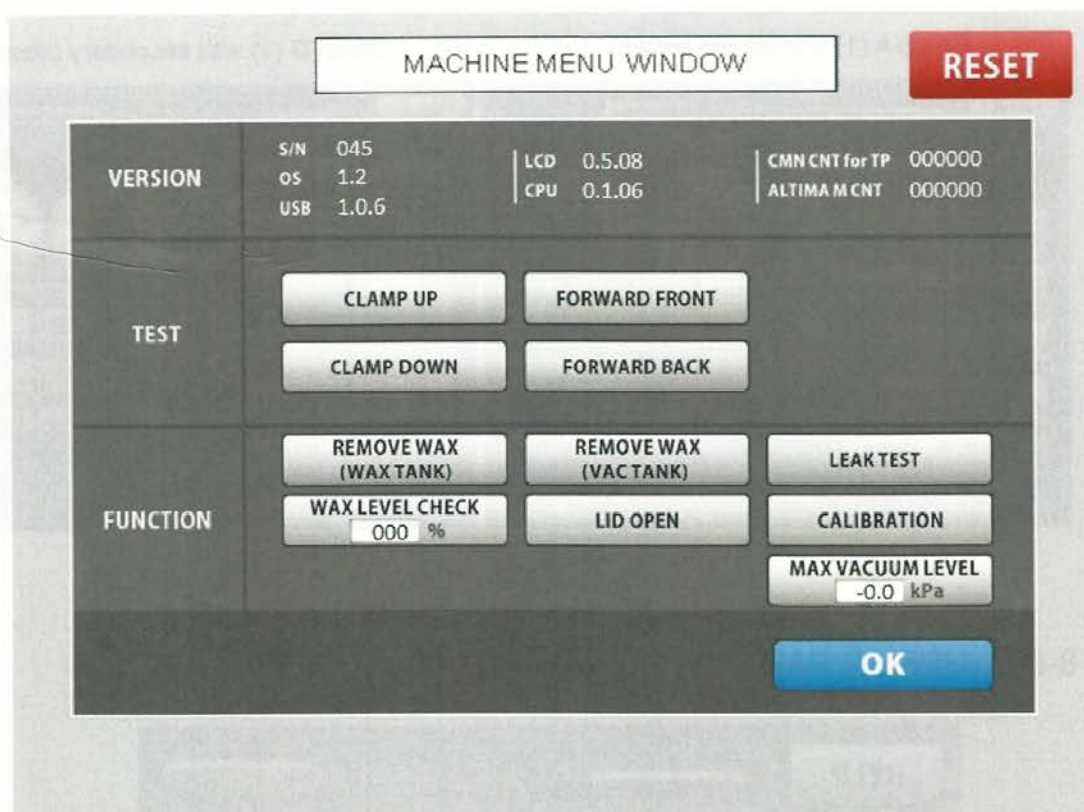 MACHINE MENU WINDOW
RESET
VERSION
S/N 045
OS 1.2
USB 1.0.6
LCD 0.5.08
CPU 0.1.06
CMN CNT for TP 000000
ALTIMA M CNT 000000
TEST
CLAMP UP
FORWARD FRONT
CLAMP DOWN
FORWARD BACK
FUNCTION
REMOVE WAX
(WAX TANK)
REMOVE WAX
(VAC TANK)
LEAK TEST
WAX LEVEL CHECK
000 %
LID OPEN
CALIBRATION
MAX VACUUM LEVEL
-0.0 kPa
OK